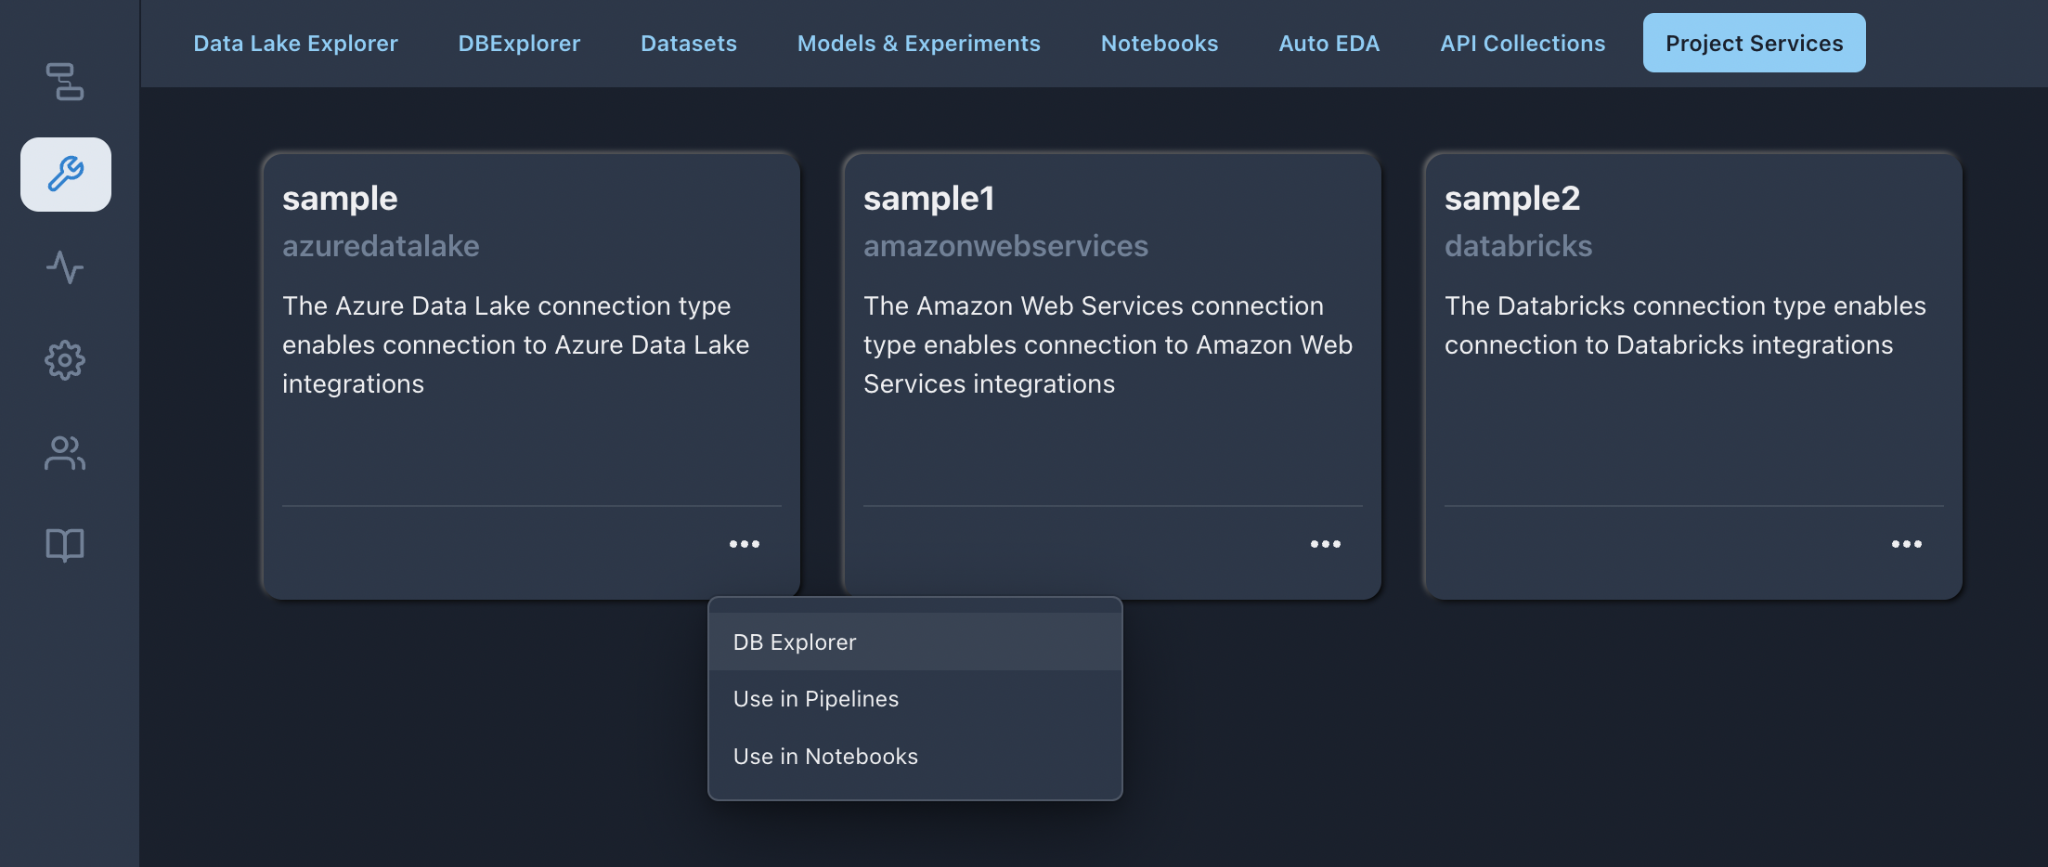 Data Lake Explorer DBExplorer Datasets Models & Experiments Notebooks Auto EDA API Collections Project Services
sample
azuredatalake
The Azure Data Lake connection type
enables connection to Azure Data Lake
integrations
sample1
amazonwebservices
The Amazon Web Services connection
type enables connection to Amazon Web
Services integrations
sample2
databricks
The Databricks connection type enables
connection to Databricks integrations
DB Explorer
Use in Pipelines
Use in Notebooks